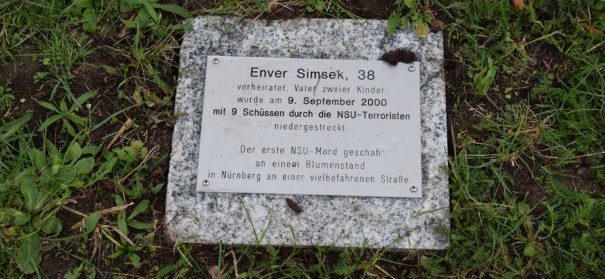 Enver Simsek, 38
verheiratet, Vater zweier Kinder
wurde am 9. September 2000
mit 9 Schüssen durch die NSU-Terroristen
niedergestreckt.
Der erste NSU-Mord geschah
an einem Blumenstand
in Nürnberg an einer vielbefahrenen Straße.